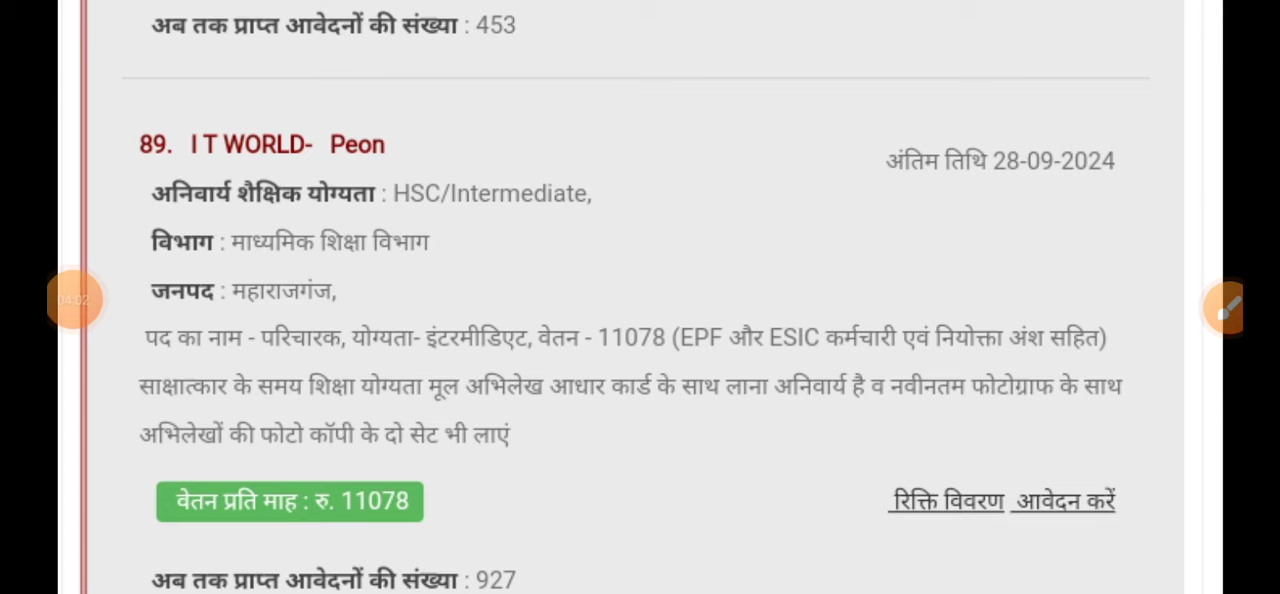 अब तक प्राप्त आवेदनों की संख्या : 453
89. I T WORLD- Peon
अंतिम तिथि 28-09-2024
अनिवार्य शैक्षिक योग्यता : HSC/Intermediate,
विभाग : माध्यमिक शिक्षा विभाग
जनपद : महाराजगंज,
04:02
पद का नाम - परिचारक, योग्यता- इंटरमीडिएट, वेतन - 11078 (EPF और ESIC कर्मचारी एवं नियोक्ता अंश सहित)
साक्षात्कार के समय शिक्षा योग्यता मूल अभिलेख आधार कार्ड के साथ लाना अनिवार्य है व नवीनतम फोटोग्राफ के साथ
अभिलेखों की फोटो कॉपी के दो सेट भी लाएं
वेतन प्रति माह : रु. 11078
रिक्ति विवरण आवेदन करें
अब तक प्राप्त आवेदनों की संख्या : 927